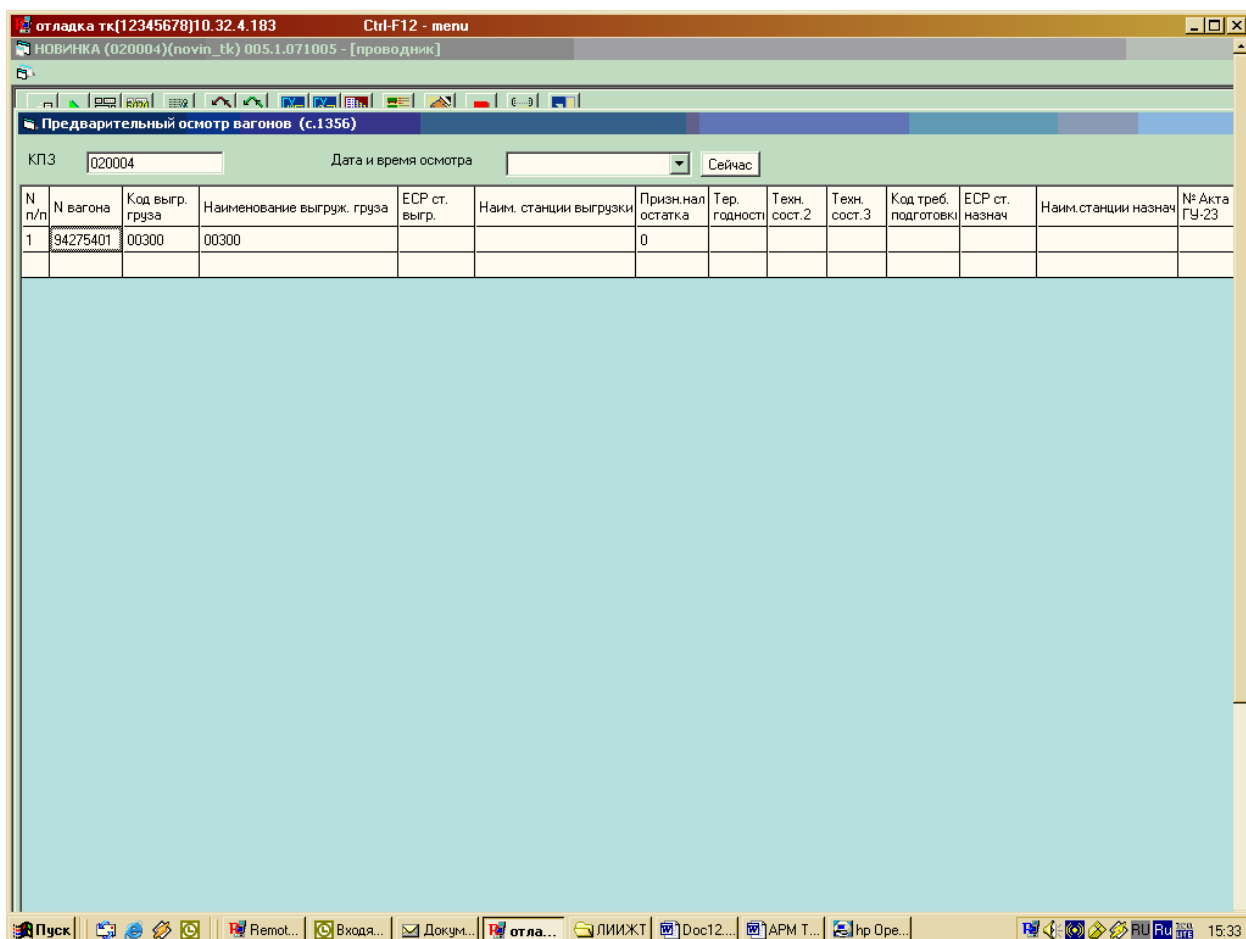 отладка тк(12345678)10.32.4.183 Ctrl-F12 - menu
НОВИНКА (020004)(novin_tk) 005.1.071005 - [проводник]
Предварительный осмотр вагонов (с.1356)
КПЗ 020004 Дата и время осмотра Сейчас
N п/п N вагона Код выгр. груза Наименование выгруж. груза ЕСР ст. выгр. Наим. станции выгрузки Призн.нал остатка Тер. годност Техн. сост.2 Техн. сост.3 Код треб. подготовк ЕСР ст. назнач Наим.станции назнач № Акта ГУ-23
1 94275401 00300 00300 0
Пуск Remot... Входя... Докум... отла... ЛИИЖТ Doc12... АРМ Т... hp Ope... RU Ru 15:33